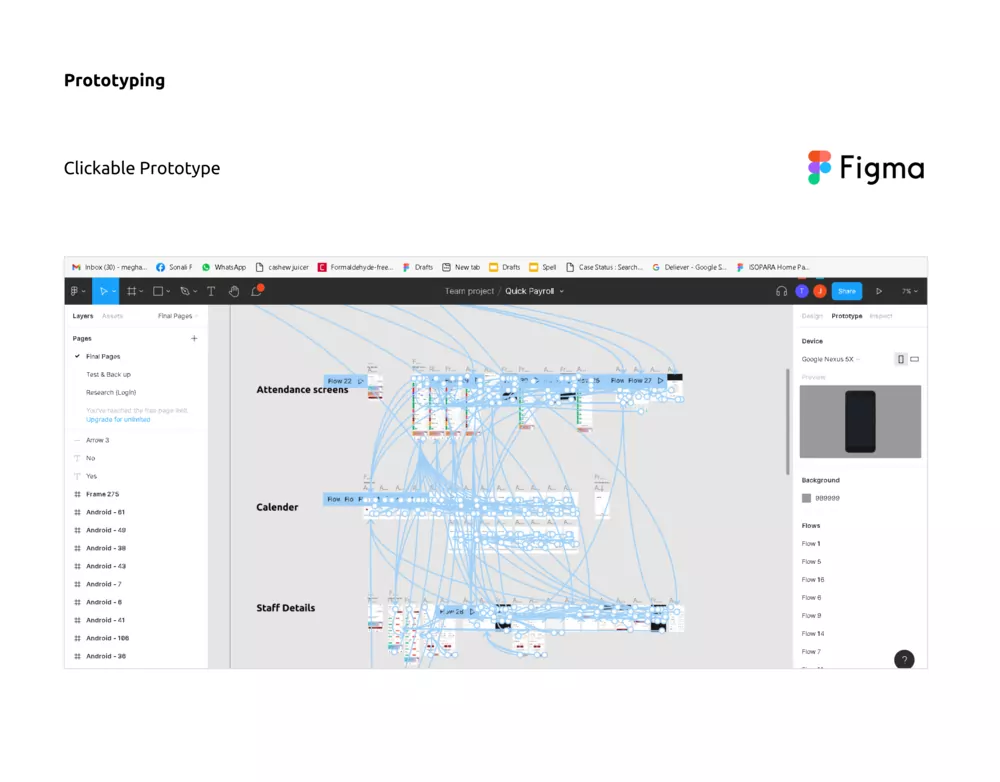 Prototyping
Clickable Prototype
Figma
Inbox (30) - megha... Sonali F WhatsApp cashew juicer Formaldehyde-free... Drafts New tab Drafts Spell Case Status : Search... Deliever - Google S... ISOPARA Home Pa...
Team project / Quick Payroll T J Share 7%
Layers Assets Final Pages
Design Prototype Inspect
Pages
Final Pages
Test & Back up
Research (Login)
You've reached the free page
Upgrade for unlimited
Arrow 3
No
Yes
Frame 275
Android - 61
Android - 49
Android - 38
Android - 43
Android - 7
Android - 6
Android - 41
Android - 106
Android - 36
Flow 22
Attendance screens
Flow Flow 27
Calender
Flow Flo
Staff Details
Device
Google Nexus 5X
Preview
Background
999999
Flows
Flow 1
Flow 5
Flow 16
Flow 6
Flow 9
Flow 14
Flow 7
?